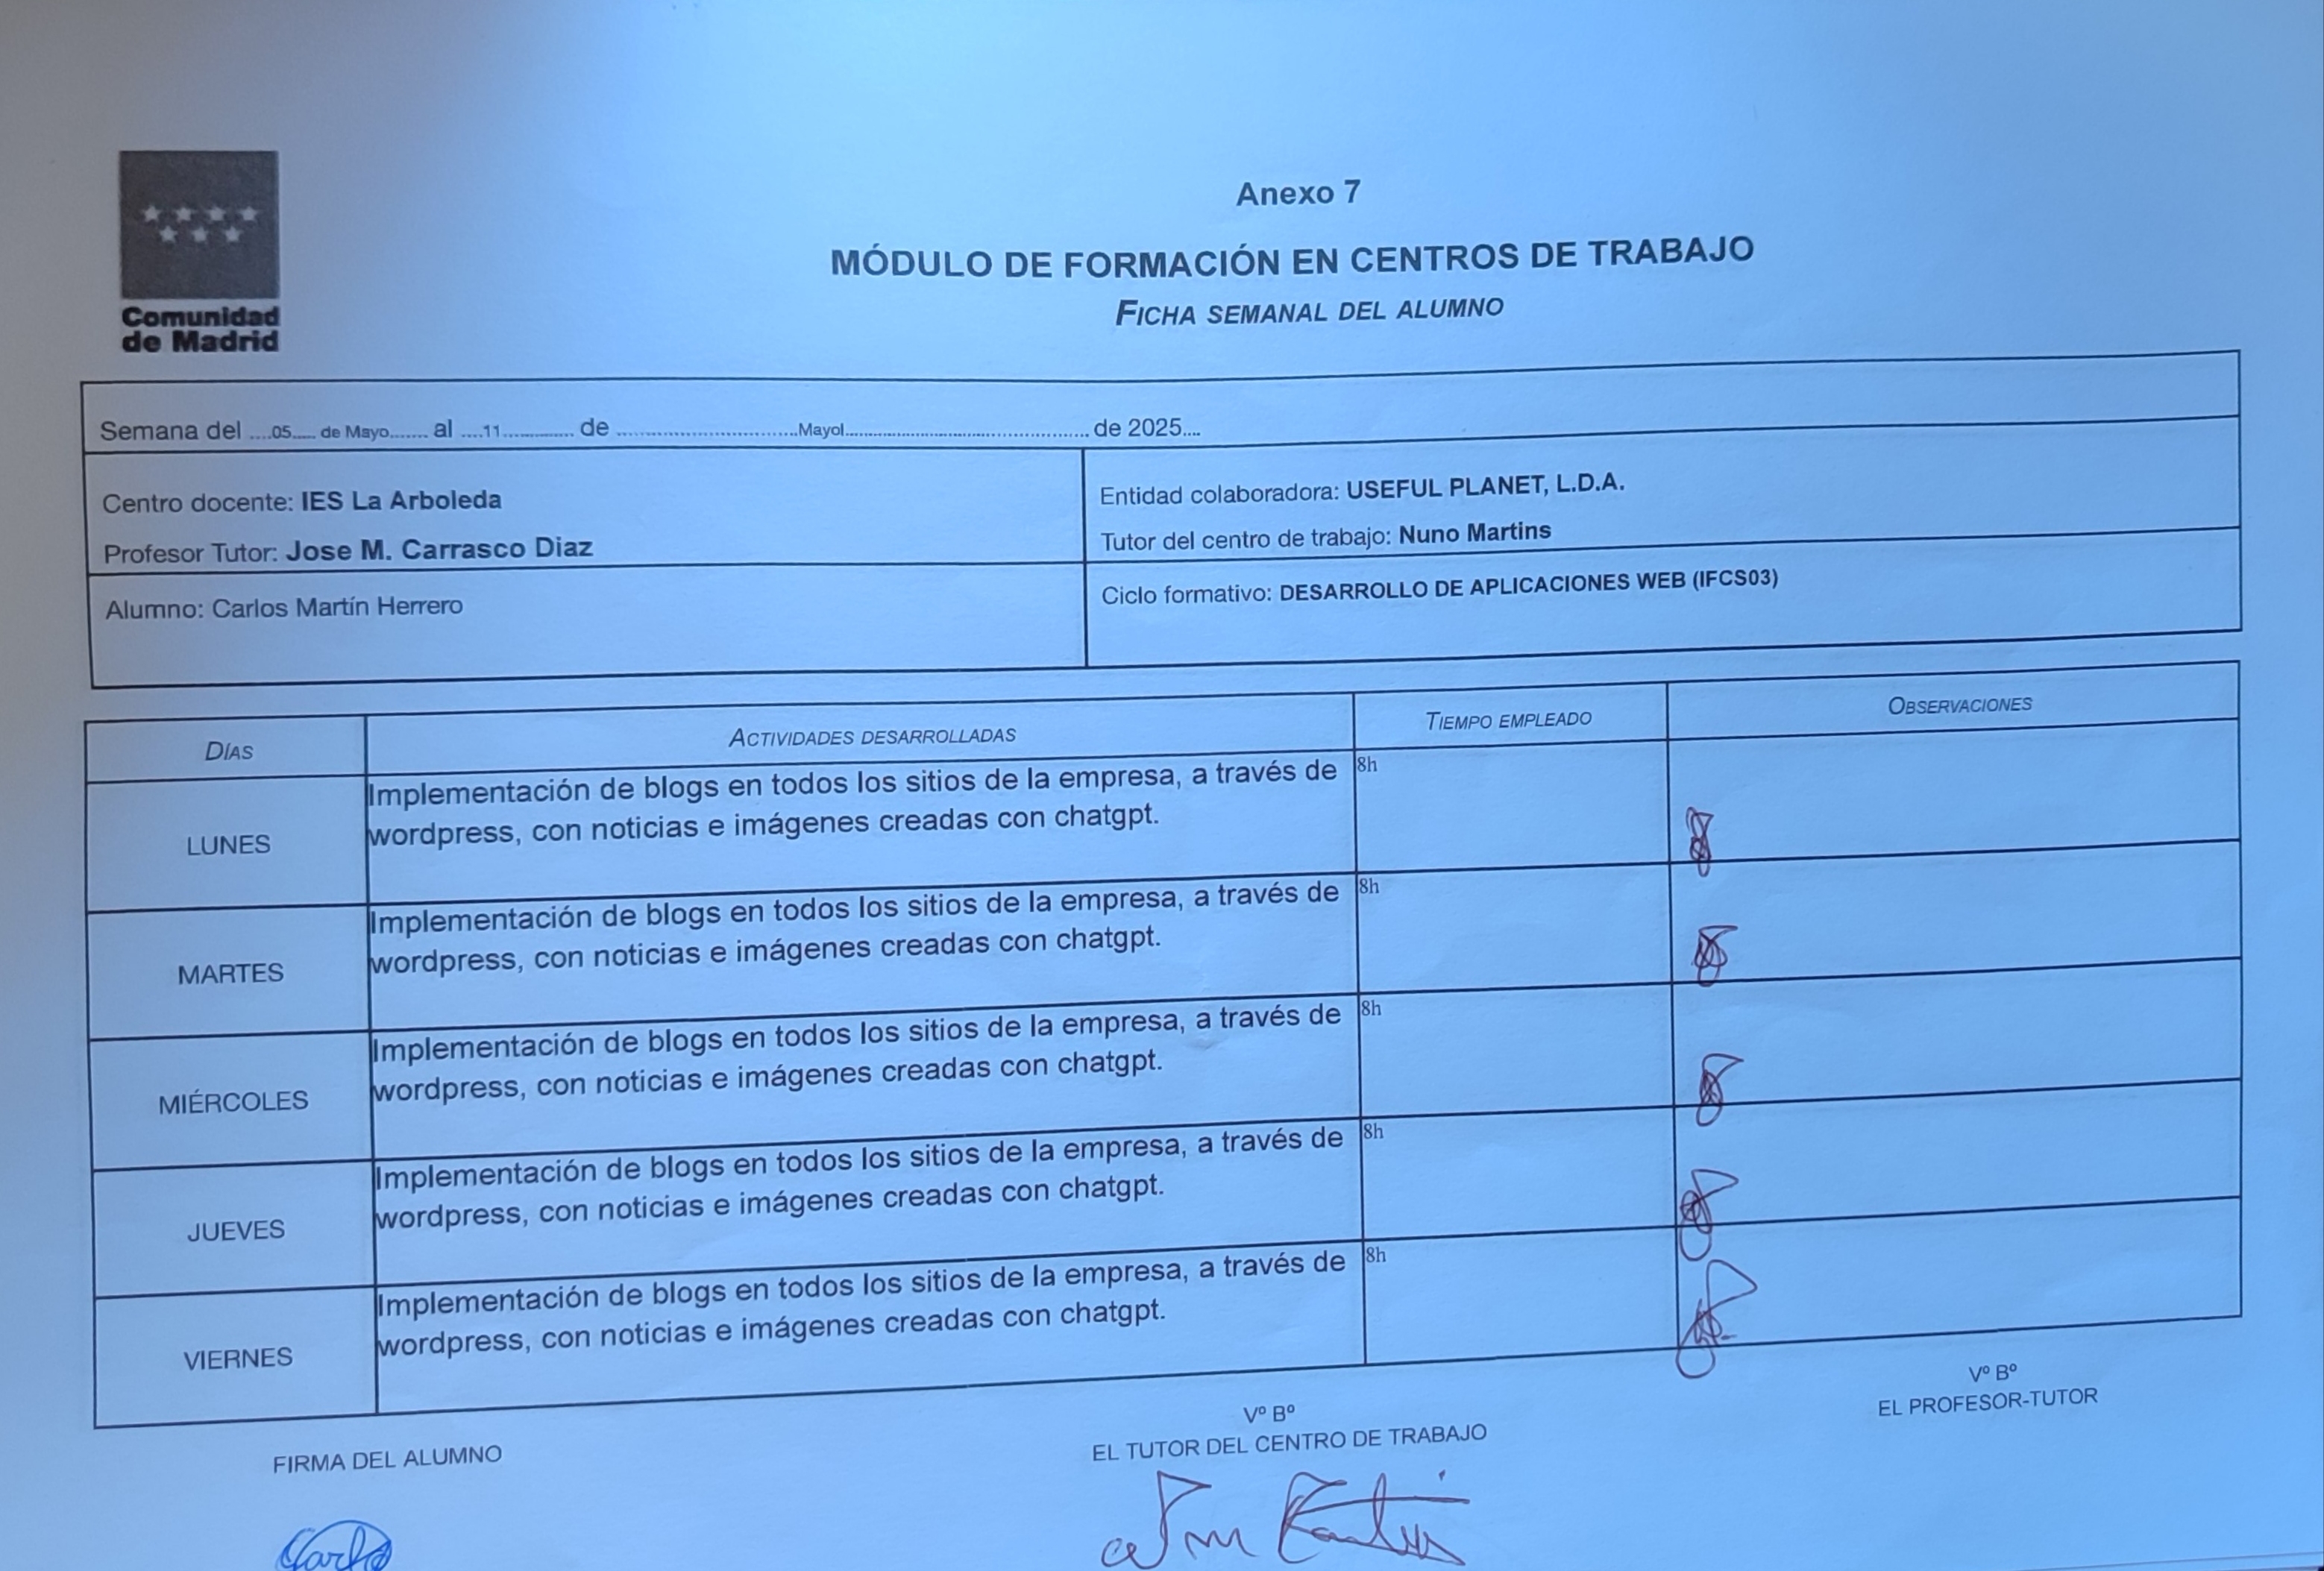 Comunidad
de Madrid
Anexo 7
MÓDULO DE FORMACIÓN EN CENTROS DE TRABAJO
FICHA SEMANAL DEL ALUMNO
Semana del ....05..... de Mayo....... al ....11.............. de ...............................Mayol.......................................................... de 2025....
Centro docente: IES La Arboleda
Profesor Tutor: Jose M. Carrasco Diaz
Entidad colaboradora: USEFUL PLANET, L.D.A.
Tutor del centro de trabajo: Nuno Martins
Alumno: Carlos Martín Herrero
Ciclo formativo: DESARROLLO DE APLICACIONES WEB (IFCS03)
DÍAS
ACTIVIDADES DESARROLLADAS
TIEMPO EMPLEADO
OBSERVACIONES
LUNES
Implementación de blogs en todos los sitios de la empresa, a través de
wordpress, con noticias e imágenes creadas con chatgpt.
8h
MARTES
Implementación de blogs en todos los sitios de la empresa, a través de
wordpress, con noticias e imágenes creadas con chatgpt.
8h
MIÉRCOLES
Implementación de blogs en todos los sitios de la empresa, a través de
wordpress, con noticias e imágenes creadas con chatgpt.
8h
JUEVES
Implementación de blogs en todos los sitios de la empresa, a través de
wordpress, con noticias e imágenes creadas con chatgpt.
8h
VIERNES
Implementación de blogs en todos los sitios de la empresa, a través de
wordpress, con noticias e imágenes creadas con chatgpt.
8h
FIRMA DEL ALUMNO
Vº Bº
EL TUTOR DEL CENTRO DE TRABAJO
Vº Bº
EL PROFESOR-TUTOR